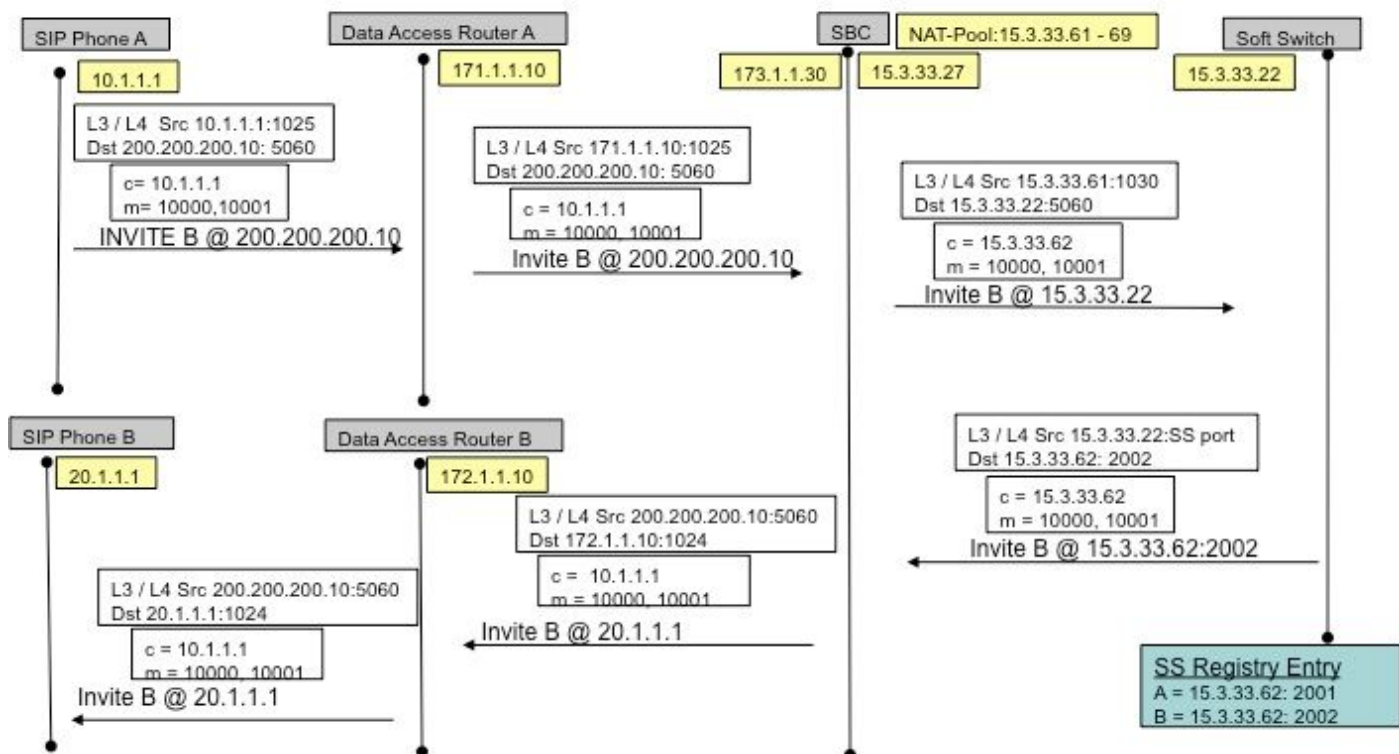 SIP Phone A
10.1.1.1
Data Access Router A
171.1.1.10
SBC
NAT-Pool:15.3.33.61 - 69
173.1.1.30
15.3.33.27
Soft Switch
15.3.33.22
L3 / L4 Src 10.1.1.1:1025
Dst 200.200.200.10: 5060
c= 10.1.1.1
m= 10000,10001
INVITE B @ 200.200.200.10
L3 / L4 Src 171.1.1.10:1025
Dst 200.200.200.10: 5060
c = 10.1.1.1
m = 10000, 10001
Invite B @ 200.200.200.10
L3 / L4 Src 15.3.33.61:1030
Dst 15.3.33.22:5060
c = 15.3.33.62
m = 10000, 10001
Invite B @ 15.3.33.22
SIP Phone B
20.1.1.1
Data Access Router B
172.1.1.10
L3 / L4 Src 15.3.33.22:SS port
Dst 15.3.33.62: 2002
c = 15.3.33.62
m = 10000, 10001
Invite B @ 15.3.33.62:2002
L3 / L4 Src 200.200.200.10:5060
Dst 172.1.1.10:1024
c = 10.1.1.1
m = 10000, 10001
Invite B @ 20.1.1.1
L3 / L4 Src 200.200.200.10:5060
Dst 20.1.1.1:1024
c = 10.1.1.1
m = 10000, 10001
Invite B @ 20.1.1.1
SS Registry Entry
A = 15.3.33.62: 2001
B = 15.3.33.62: 2002